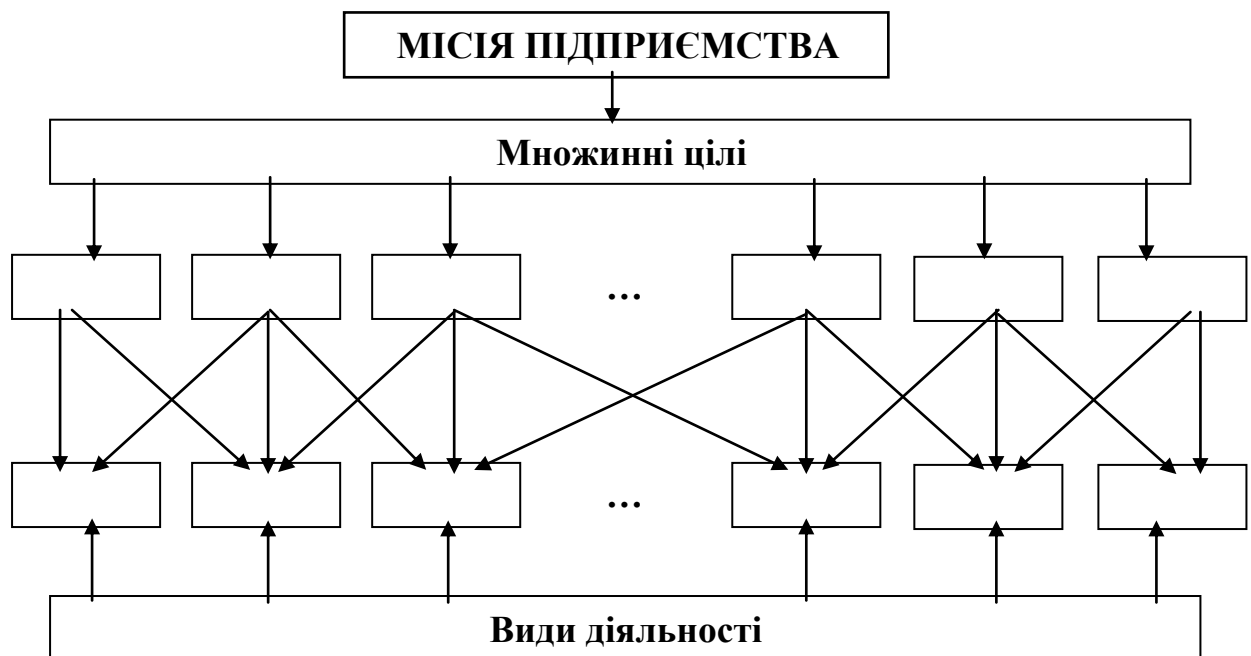 МІСІЯ ПІДПРИЄМСТВА
Множинні цілі
...
...
Види діяльності